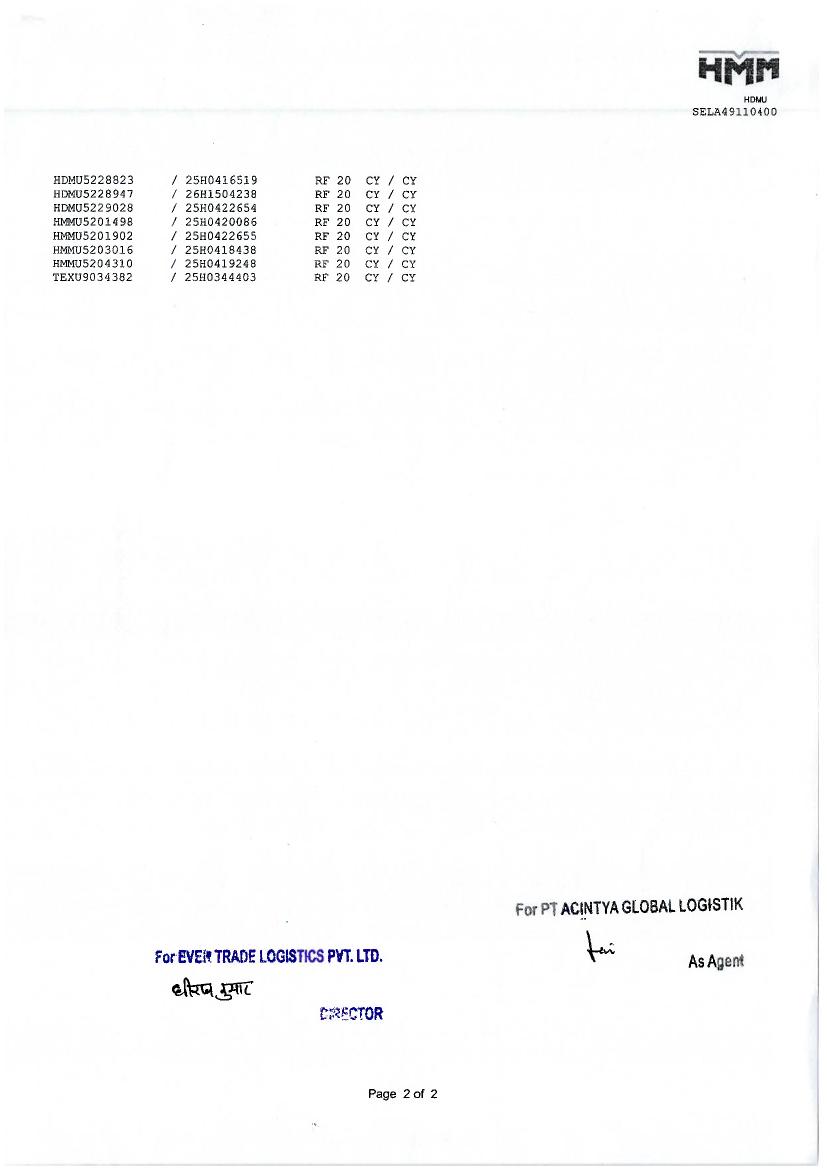 HMM
HDMU
SELA49110400
HDMU5228823 / 25H0416519 RF 20 CY / CY
HDMU5228947 / 26H1504238 RF 20 CY / CY
HDMU5229028 / 25H0422654 RF 20 CY / CY
HMMU5201498 / 25H0420086 RF 20 CY / CY
HMMU5201902 / 25H0422655 RF 20 CY / CY
HMMU5203016 / 25H0418438 RF 20 CY / CY
HMMU5204310 / 25H0419248 RF 20 CY / CY
TEXU9034382 / 25H0344403 RF 20 CY / CY
For PT ACINTYA GLOBAL LOGISTIK
As Agent
For EVER TRADE LOGISTICS PVT. LTD.
कुमार
DIRECTOR
Page 2 of 2